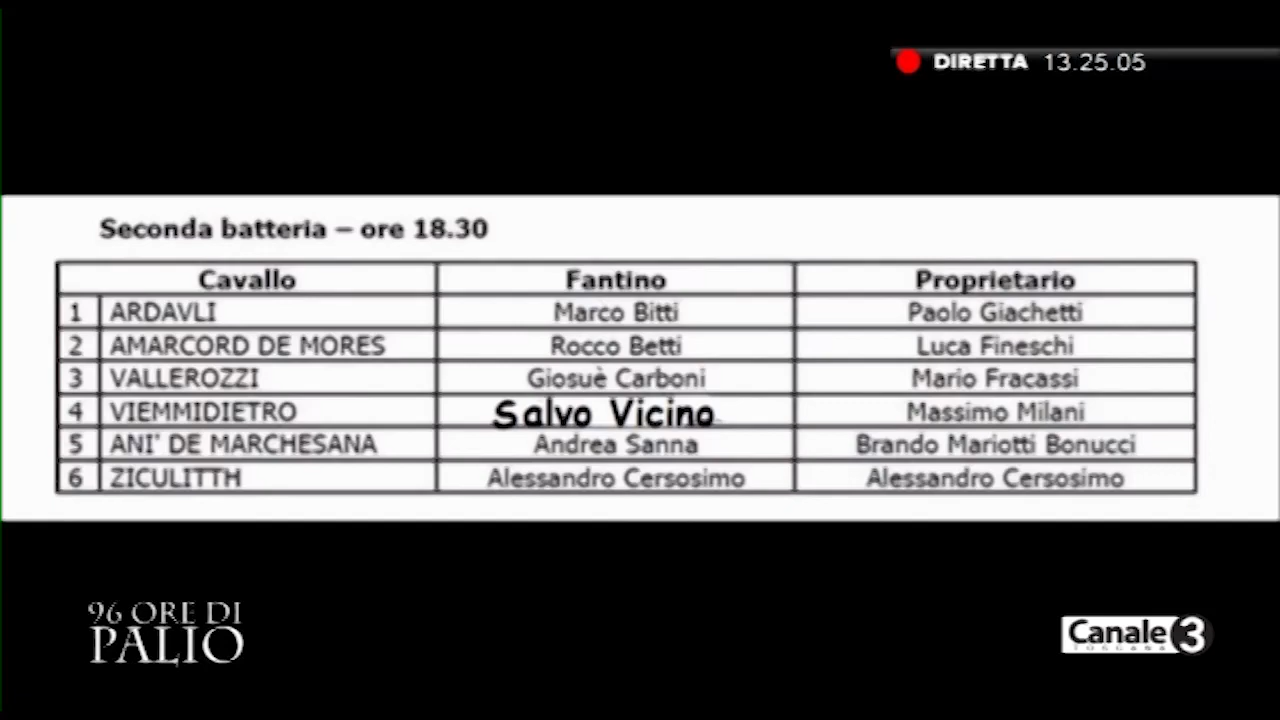 DIRETTA 13.25.05
Seconda batteria – ore 18.30
Cavallo Fantino Proprietario
1 ARDAVLI Marco Bitti Paolo Giachetti
2 AMARCORD DE MORES Rocco Betti Luca Fineschi
3 VALLEROZZI Giosuè Carboni Mario Fracassi
4 VIEMMIDIETRO Salvo Vicino Massimo Milani
5 ANI' DE MARCHESANA Andrea Sanna Brando Mariotti Bonucci
6 ZICULITTH Alessandro Cersosimo Alessandro Cersosimo
96 ORE DI
PALIO
Canale 3
TOSCANA